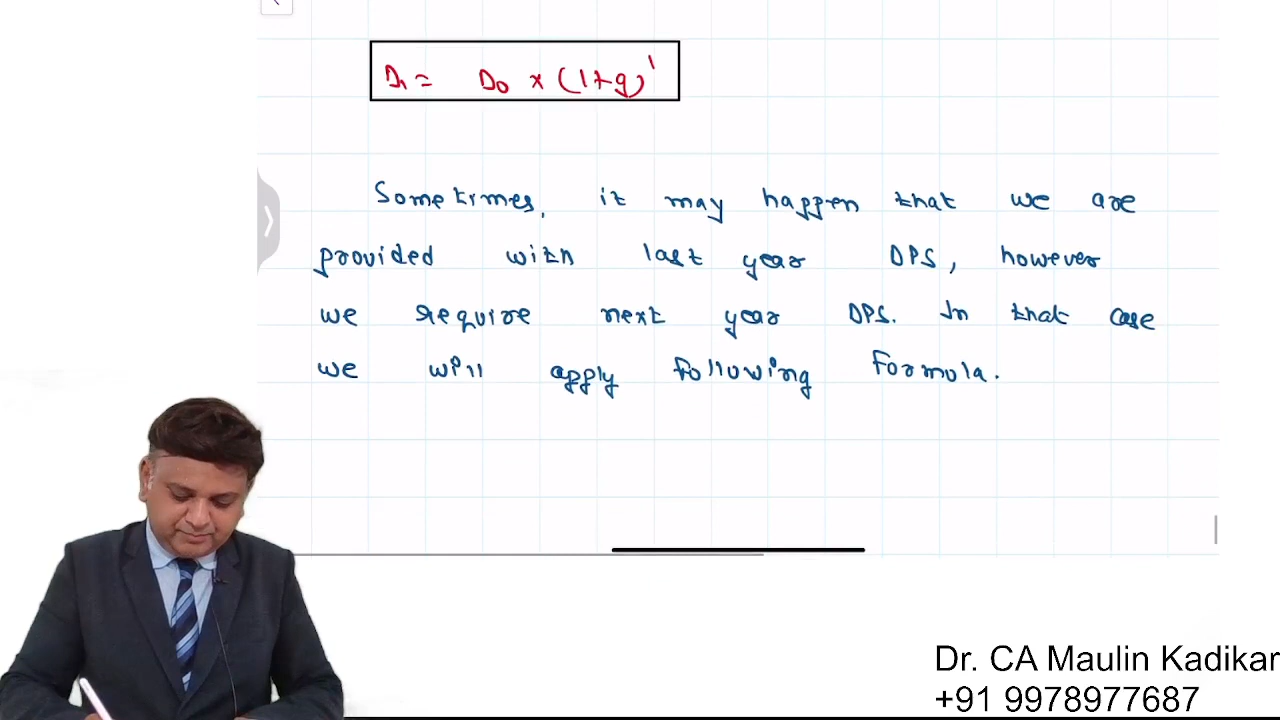 D₁ = D₀ × (1+g)¹
Sometimes, it may happen that we are
provided with last year DPS, however
we require next year DPS. In that case
we will apply following formula.
Dr. CA Maulin Kadikar
+91 9978977687